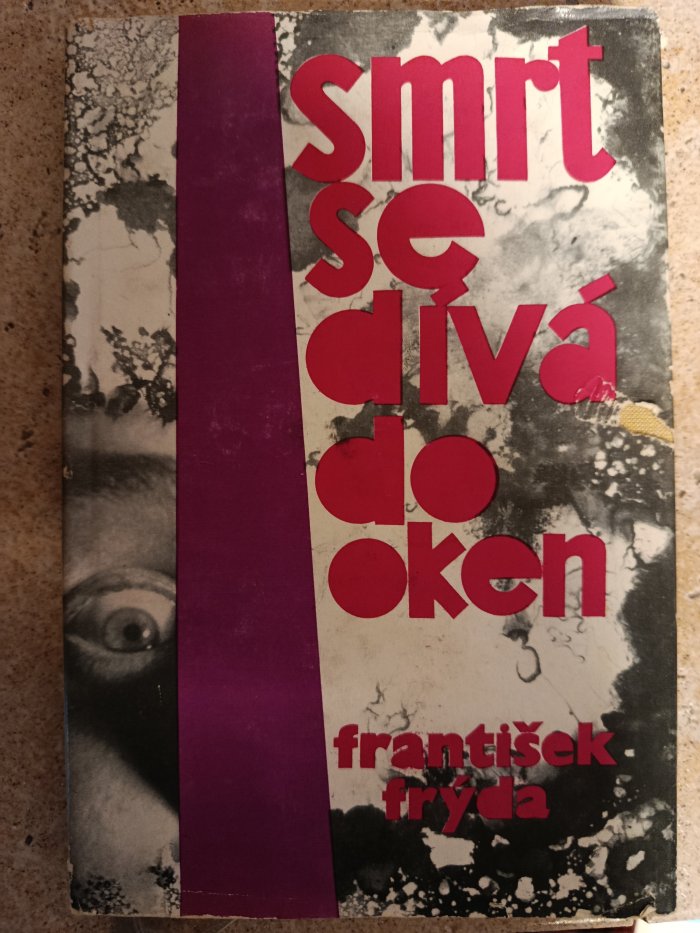 smrt
se
dívá
do
oken
františek
frýda